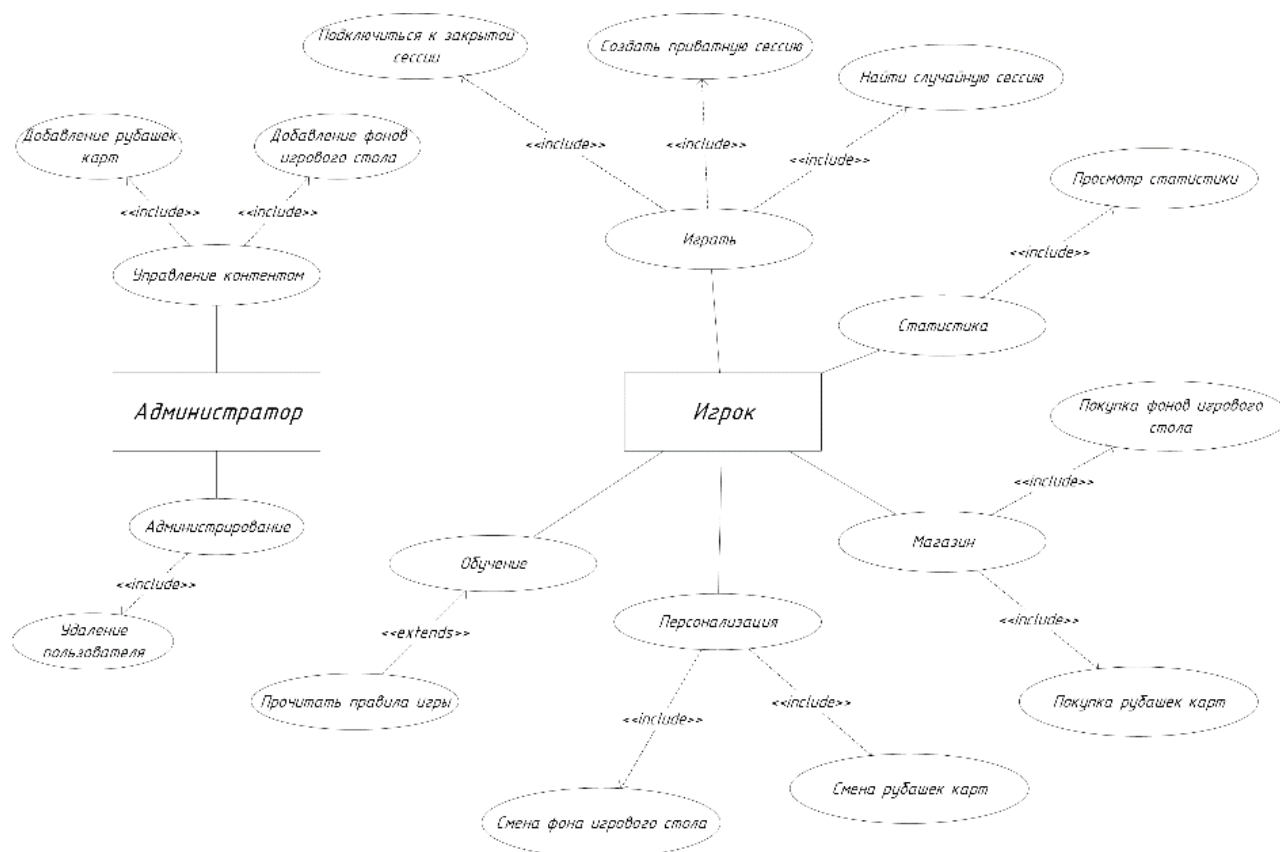 Подключиться к закрытой
сессии
Создать приватную сессию
Найти случайную сессию
Добавление рубашек
карт
Добавление фонов
игрового стола
<<include>>
<<include>>
<<include>>
Просмотр статистики
<<include>>
<<include>>
Играть
<<include>>
Управление контентом
Статистика
Администратор
Игрок
Покупка фонов игрового
стола
<<include>>
Администрирование
Магазин
Обучение
<<include>>
<<include>>
Удаление
пользователя
<<extends>>
Персонализация
Прочитать правила игры
Покупка рубашек карт
<<include>>
<<include>>
Смена рубашек карт
Смена фона игрового стола